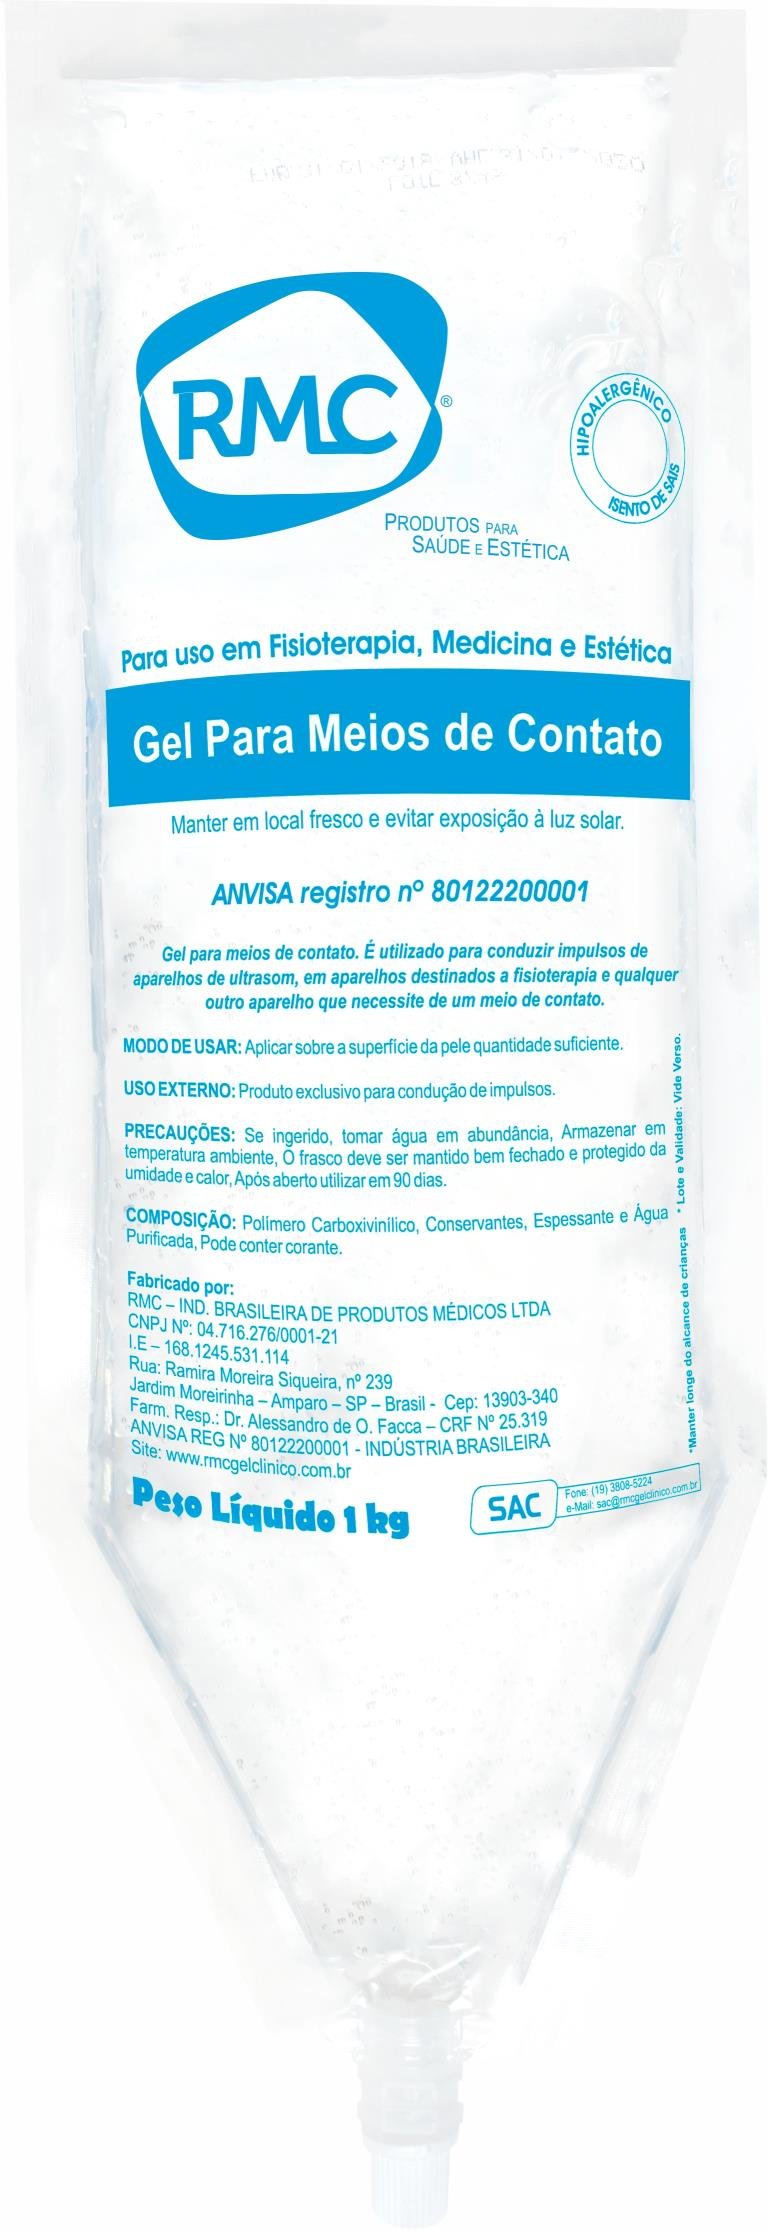 RMC®
HIPOALERGÊNICO
ISENTO DE SAIS
PRODUTOS PARA
SAÚDE E ESTÉTICA
Para uso em Fisioterapia, Medicina e Estética
Gel Para Meios de Contato
Manter em local fresco e evitar exposição à luz solar.
ANVISA registro nº 80122200001
Gel para meios de contato. É utilizado para conduzir impulsos de
aparelhos de ultrasom, em aparelhos destinados a fisioterapia e qualquer
outro aparelho que necessite de um meio de contato.
MODO DE USAR: Aplicar sobre a superfície da pele quantidade suficiente.
USO EXTERNO: Produto exclusivo para condução de impulsos.
PRECAUÇÕES: Se ingerido, tomar água em abundância, Armazenar em
temperatura ambiente, O frasco deve ser mantido bem fechado e protegido da
umidade e calor, Após aberto utilizar em 90 dias.
COMPOSIÇÃO: Polímero Carboxivinílico, Conservantes, Espessante e Água
Purificada, Pode conter corante.
Fabricado por:
RMC – IND. BRASILEIRA DE PRODUTOS MÉDICOS LTDA
CNPJ Nº: 04.716.276/0001-21
I.E – 168.1245.531.114
Rua: Ramira Moreira Siqueira, nº 239
Jardim Moreirinha – Amparo – SP – Brasil - Cep: 13903-340
Farm. Resp.: Dr. Alessandro de O. Facca – CRF Nº 25.319
ANVISA REG Nº 80122200001 - INDÚSTRIA BRASILEIRA
Site: www.rmcgelclinico.com.br
*Manter longe do alcance de crianças * Lote e Validade: Vide Verso.
Peso Líquido 1 kg
SAC
Fone: (19) 3808-5224
e-Mail: sac@rmcgelclinico.com.br